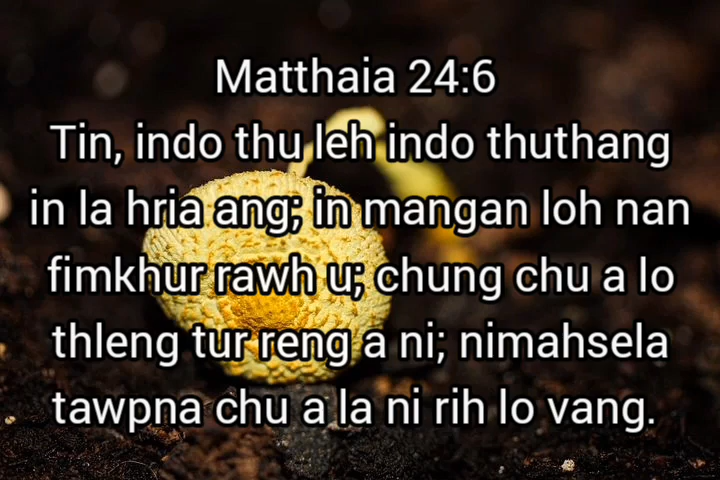 Matthaia 24:6
Tin, indo thu leh indo thuthang
in la hria ang; in mangan loh nan
fimkhur rawh u; chung chu a lo
thleng tur reng a ni; nimahsela
tawpna chu a la ni rih lo vang.